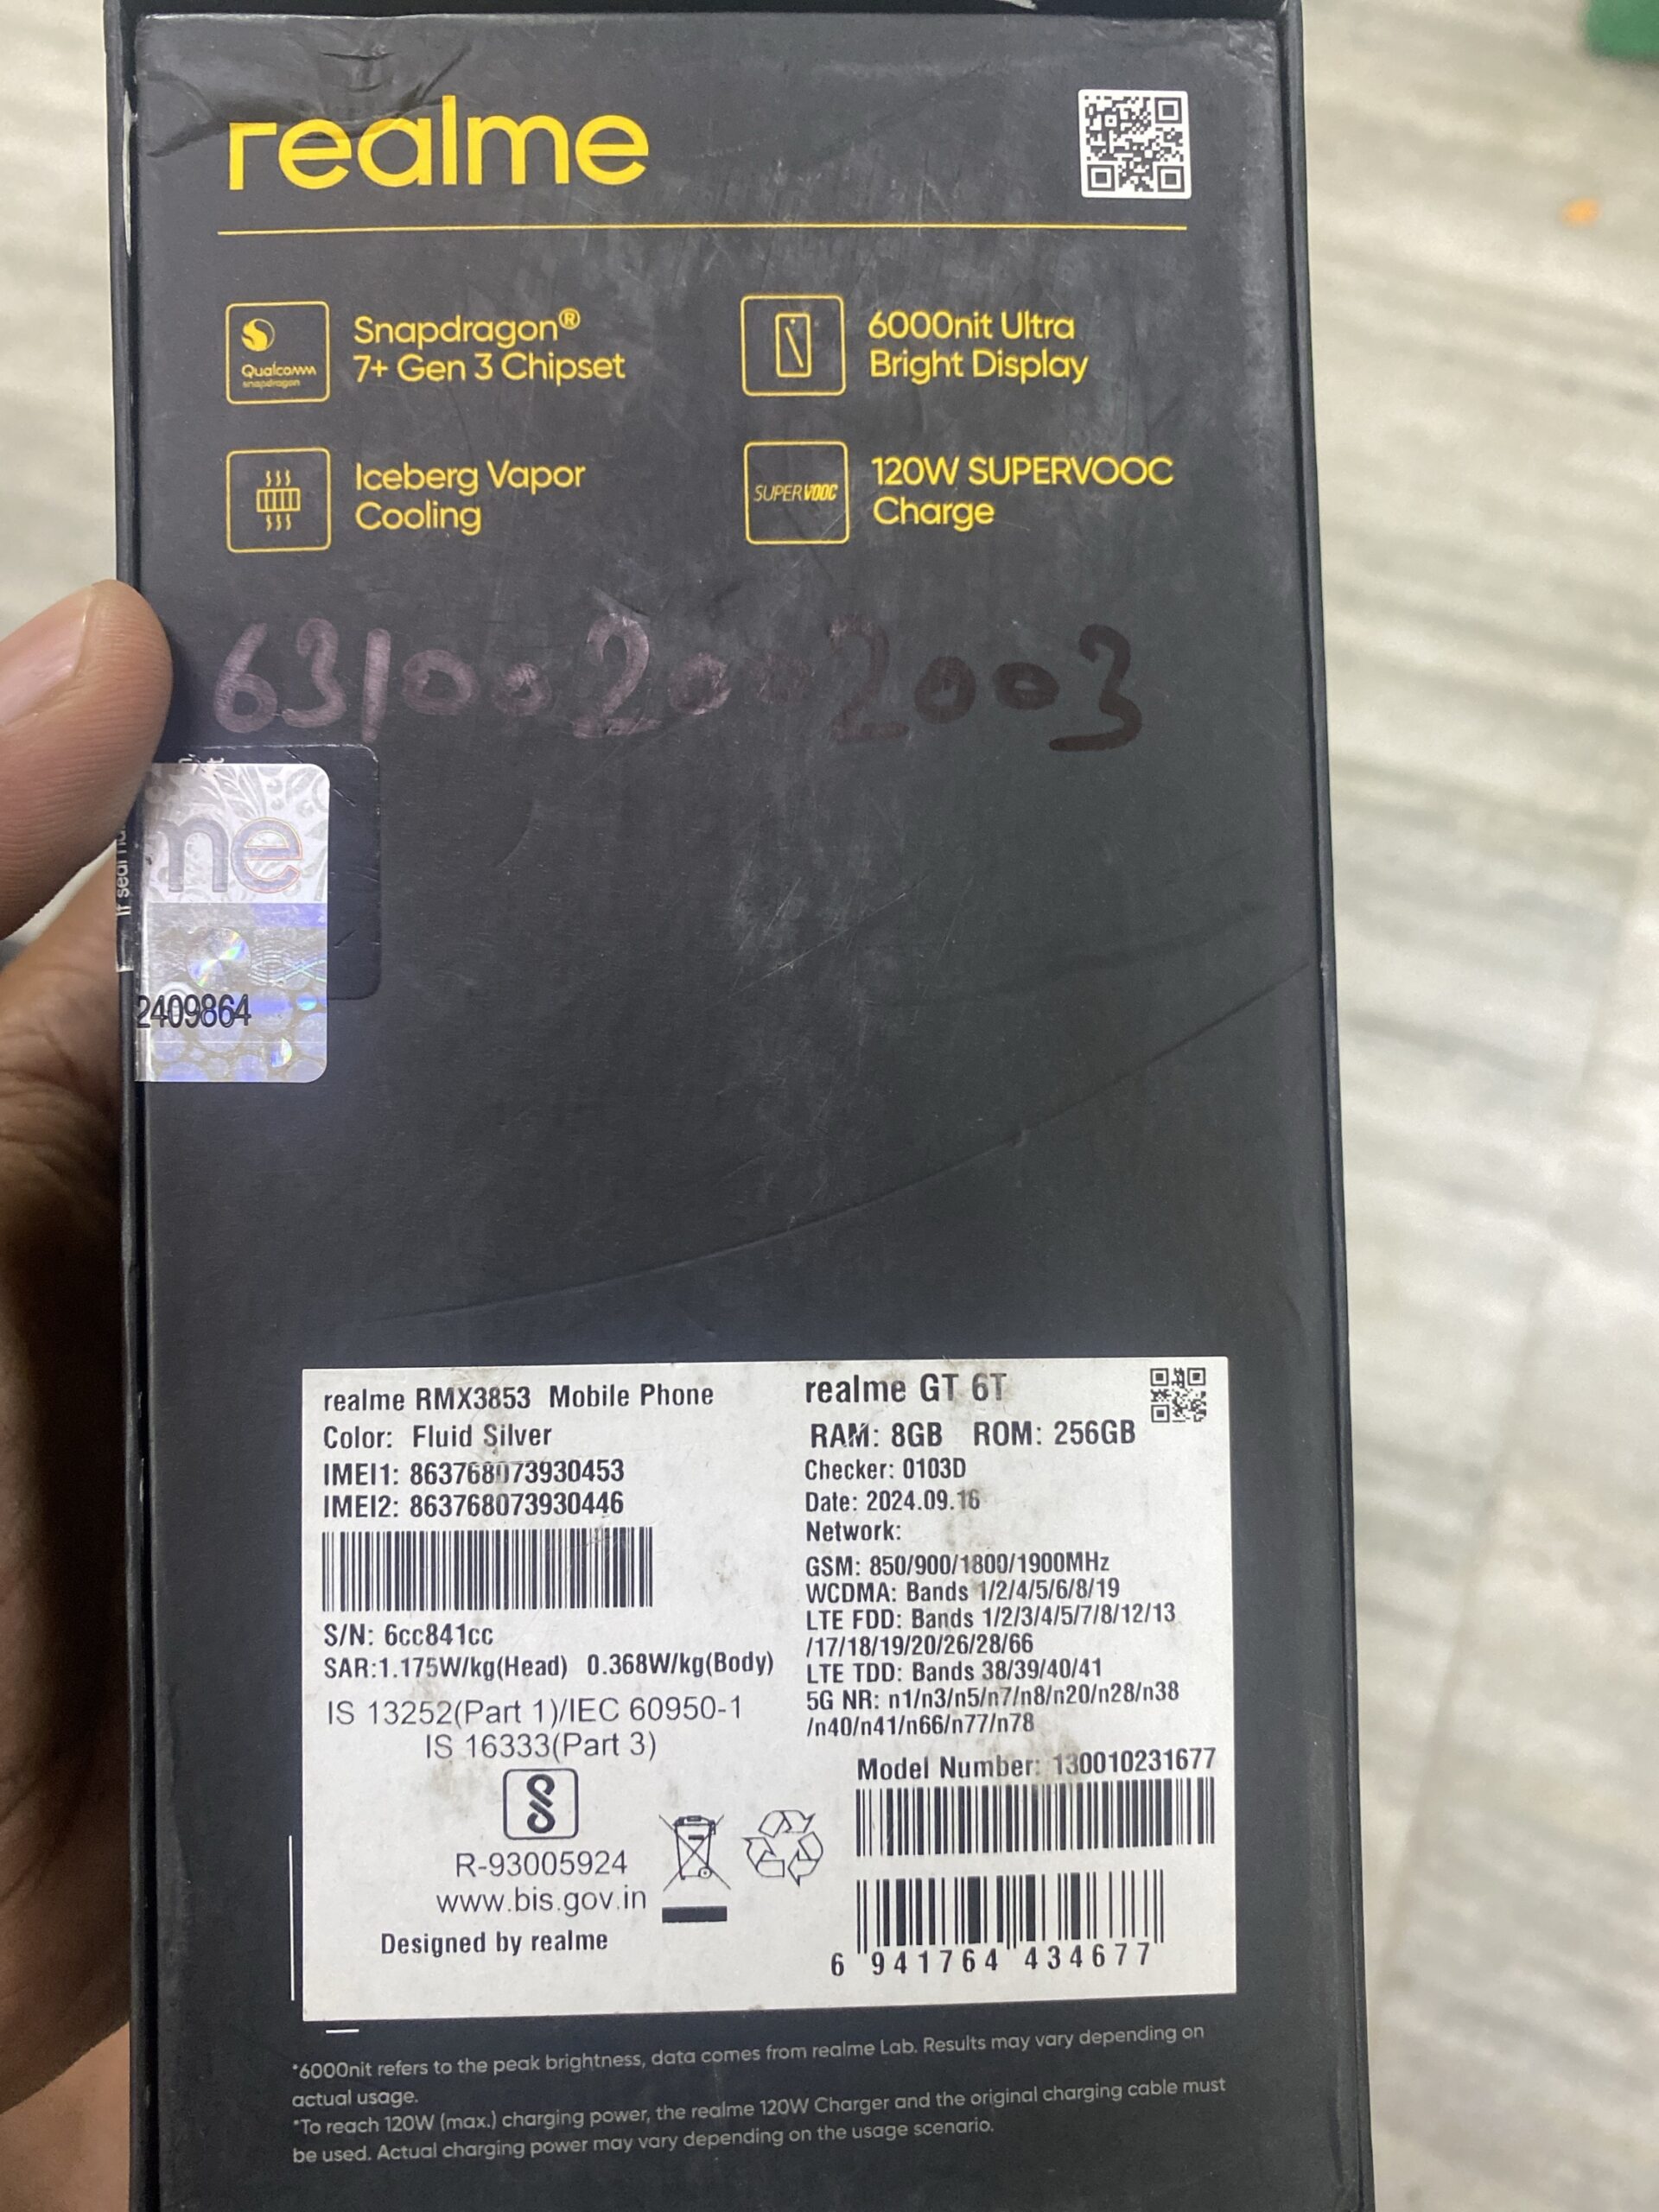 realme
Qualcomm
snapdragon
Snapdragon®
7+ Gen 3 Chipset
6000nit Ultra
Bright Display
Iceberg Vapor
Cooling
SUPERVOOC
120W SUPERVOOC
Charge
631002002003
me
If seal
2409864
realme RMX3853 Mobile Phone
Color: Fluid Silver
IMEI1: 863768073930453
IMEI2: 863768073930446
S/N: 6cc841cc
SAR:1.175W/kg(Head) 0.368W/kg(Body)
IS 13252(Part 1)/IEC 60950-1
IS 16333(Part 3)
R-93005924
www.bis.gov.in
Designed by realme
realme GT 6T
RAM: 8GB ROM: 256GB
Checker: 0103D
Date: 2024.09.16
Network:
GSM: 850/900/1800/1900MHz
WCDMA: Bands 1/2/4/5/6/8/19
LTE FDD: Bands 1/2/3/4/5/7/8/12/13
/17/18/19/20/26/28/66
LTE TDD: Bands 38/39/40/41
5G NR: n1/n3/n5/n7/n8/n20/n28/n38
/n40/n41/n66/n77/n78
Model Number: 130010231677
6 941764 434677
*6000nit refers to the peak brightness, data comes from realme Lab. Results may vary depending on
actual usage.
*To reach 120W (max.) charging power, the realme 120W Charger and the original charging cable must
be used. Actual charging power may vary depending on the usage scenario.